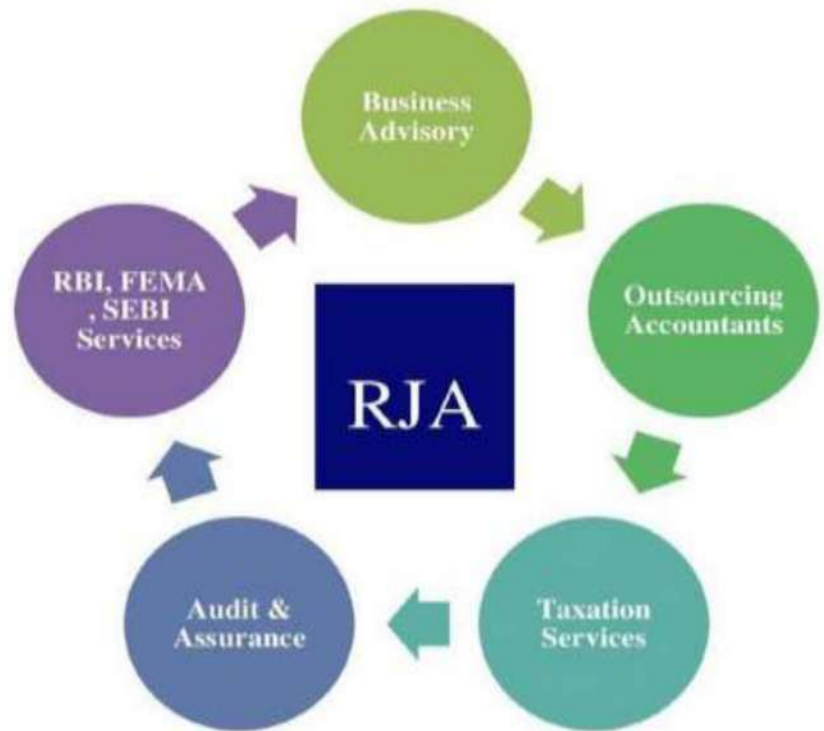 Business
Advisory
Outsourcing
Accountants
Taxation
Services
Audit &
Assurance
RBI, FEMA
, SEBI
Services
RJA